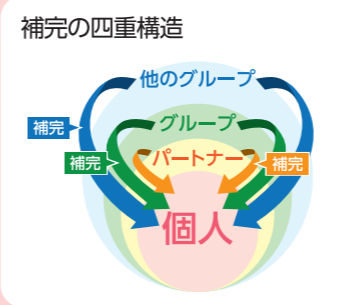 補完の四重構造
他のグループ
補完
グループ
補完
パートナー
補完
個人